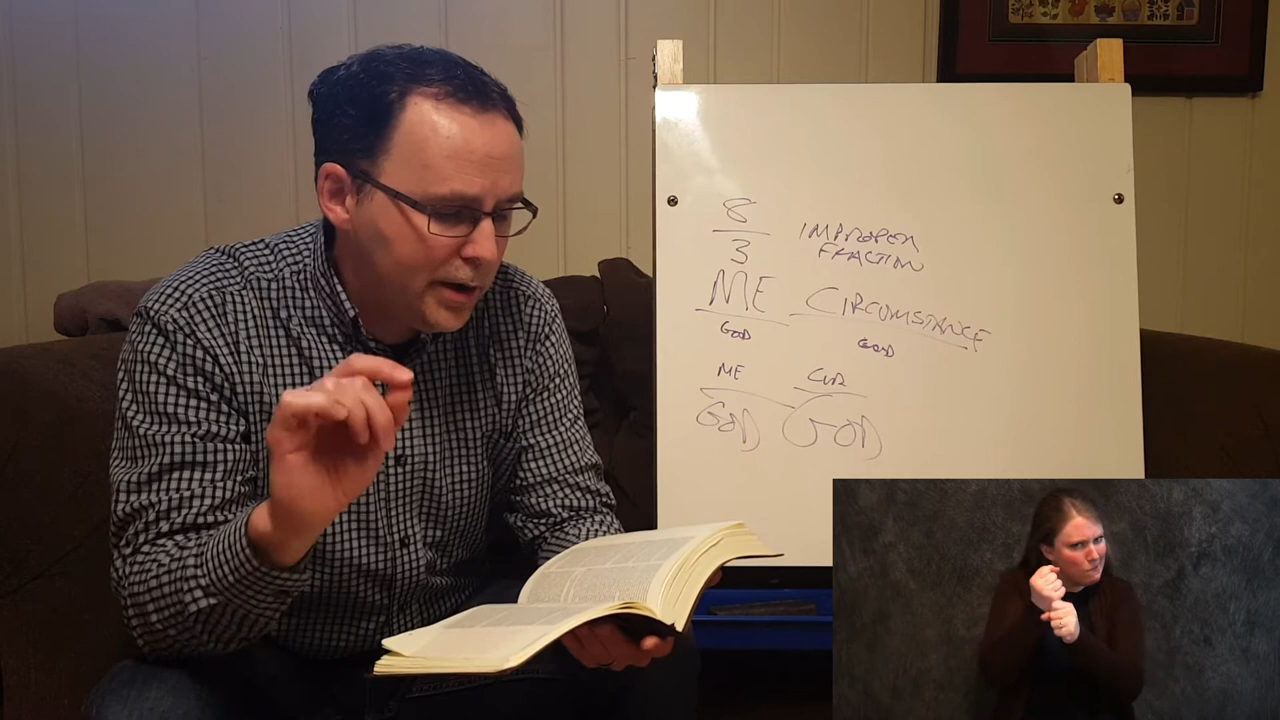 8
3
IMPROPER
FRACTION
ME
GOD
CIRCUMSTANCE
GOD
ME
GOD
CIR
GOD